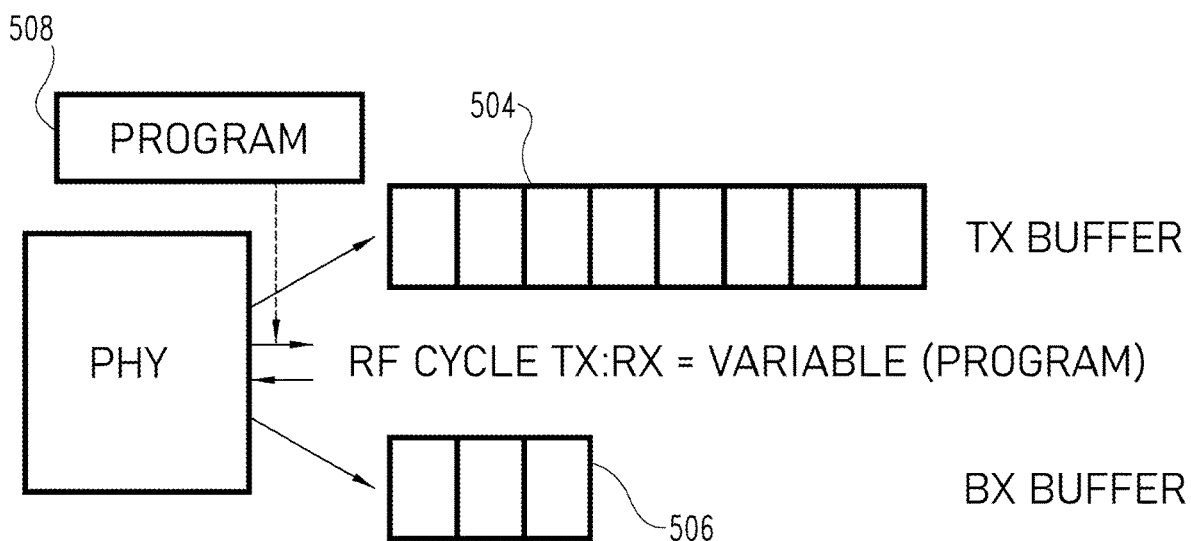 508
PROGRAM
504
TX BUFFER
PHY
RF CYCLE TX:RX = VARIABLE (PROGRAM)
BX BUFFER
506